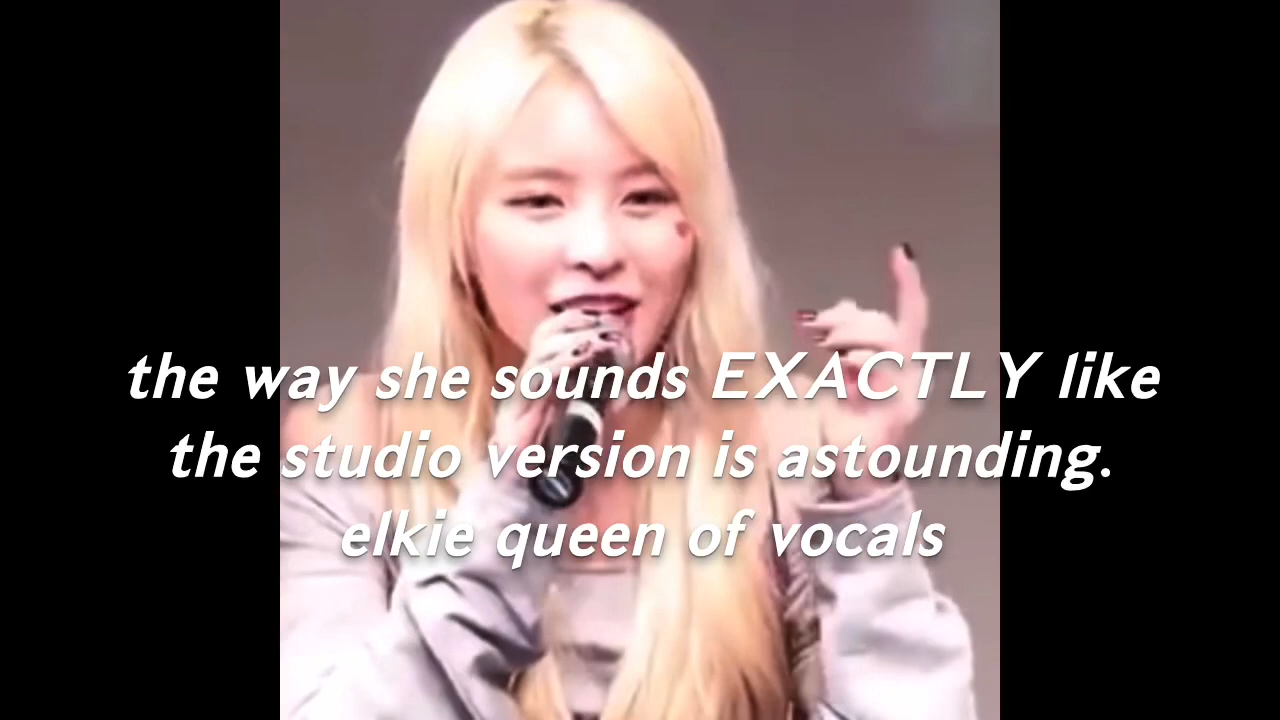 the way she sounds EXACTLY like
the studio version is astounding.
elkie queen of vocals